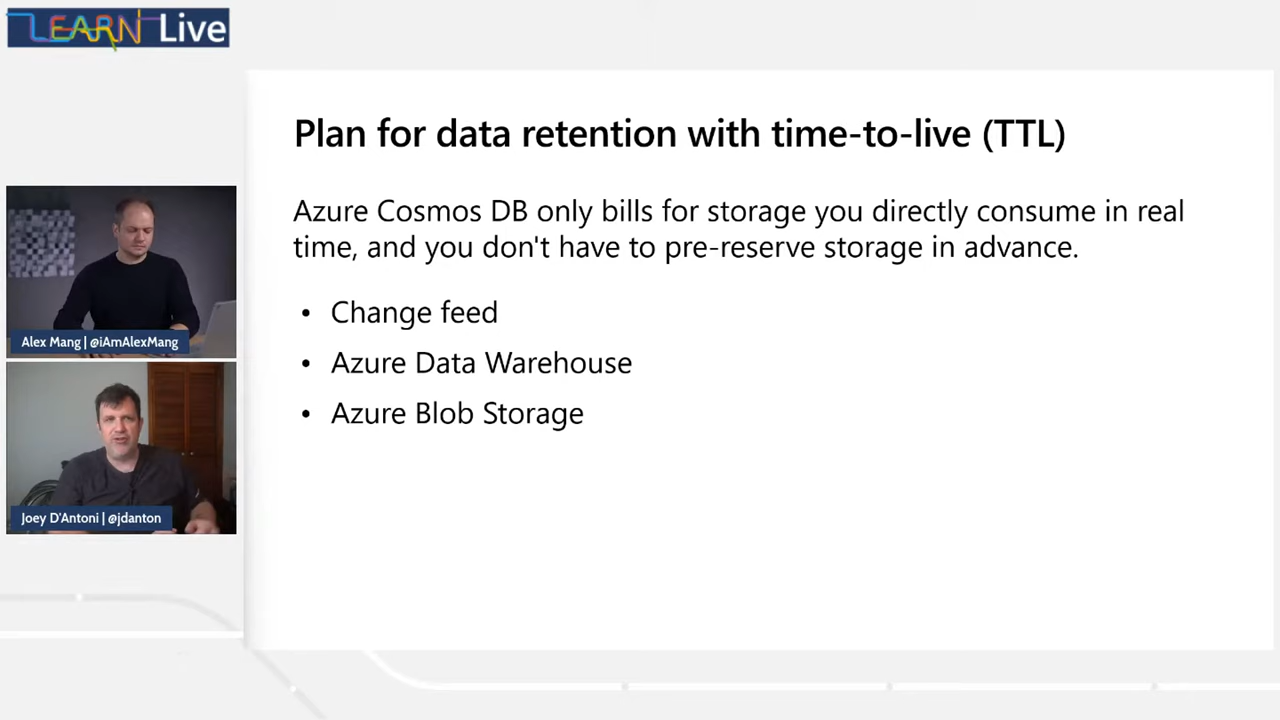 LEARN Live
Plan for data retention with time-to-live (TTL)
Azure Cosmos DB only bills for storage you directly consume in real
time, and you don't have to pre-reserve storage in advance.
• Change feed
• Azure Data Warehouse
• Azure Blob Storage
Alex Mang | @iAmAlexMang
Joey D'Antoni | @jdanton